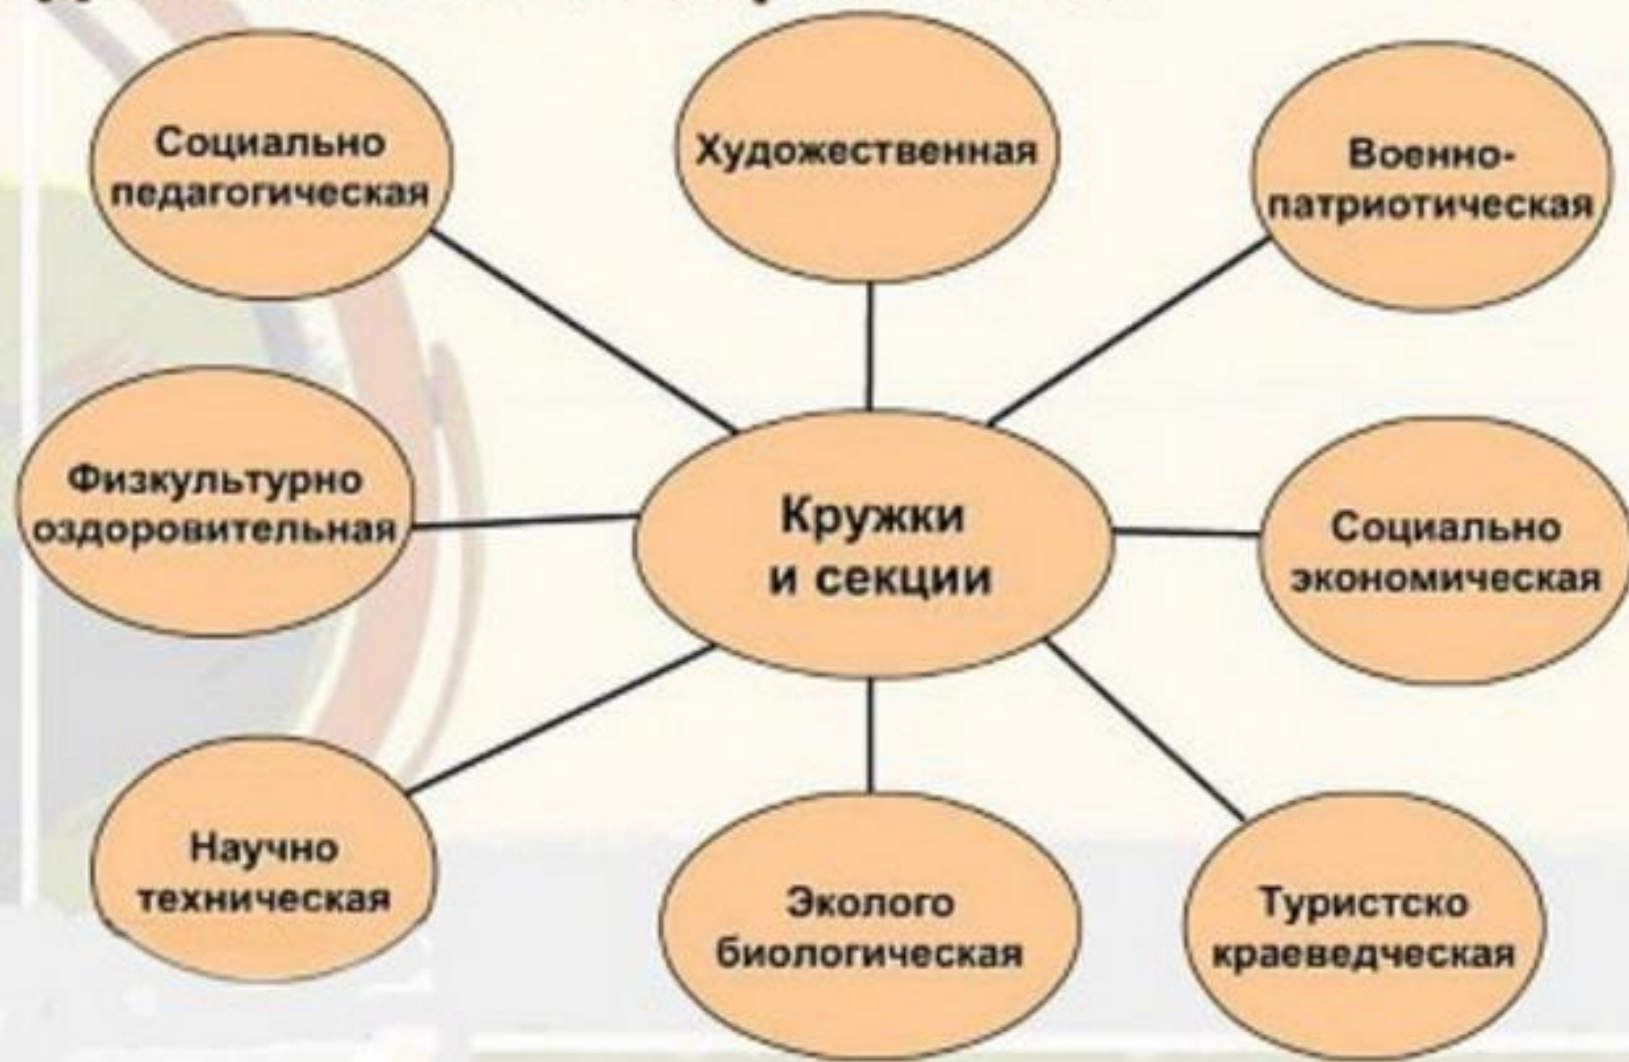 Социально
педагогическая
Художественная
Военно-
патриотическая
Физкультурно
оздоровительная
Кружки
и секции
Социально
экономическая
Научно
техническая
Эколого
биологическая
Туристско
краеведческая